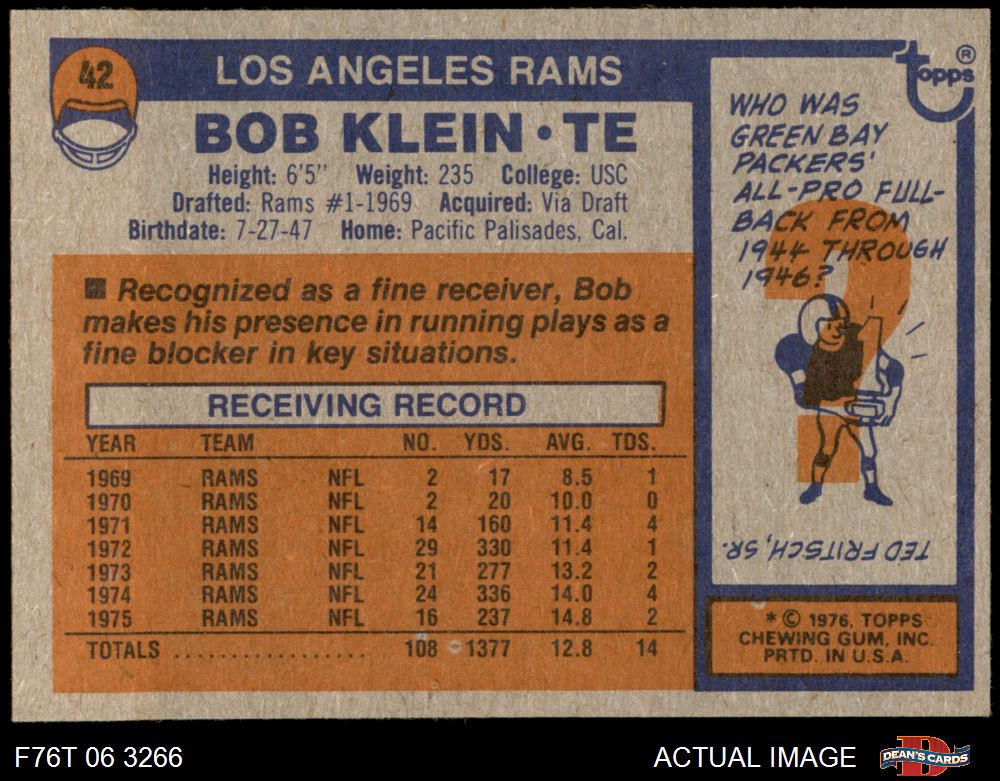 42
LOS ANGELES RAMS
BOB KLEIN • TE
Height: 6'5" Weight: 235 College: USC
Drafted: Rams #1-1969 Acquired: Via Draft
Birthdate: 7-27-47 Home: Pacific Palisades, Cal.
■ Recognized as a fine receiver, Bob
makes his presence in running plays as a
fine blocker in key situations.
RECEIVING RECORD
YEAR TEAM NO. YDS. AVG. TDS.
1969 RAMS NFL 2 17 8.5 1
1970 RAMS NFL 2 20 10.0 0
1971 RAMS NFL 14 160 11.4 4
1972 RAMS NFL 29 330 11.4 1
1973 RAMS NFL 21 277 13.2 2
1974 RAMS NFL 24 336 14.0 4
1975 RAMS NFL 16 237 14.8 2
TOTALS .................. 108 1377 12.8 14
Topps ®
WHO WAS
GREEN BAY
PACKERS'
ALL-PRO FULL-
BACK FROM
1944 THROUGH
1946?
?
TED FRITSCH, SR.
* © 1976, TOPPS
CHEWING GUM, INC.
PRTD. IN U.S.A.
F76T 06 3266
ACTUAL IMAGE
DEAN'S CARDS